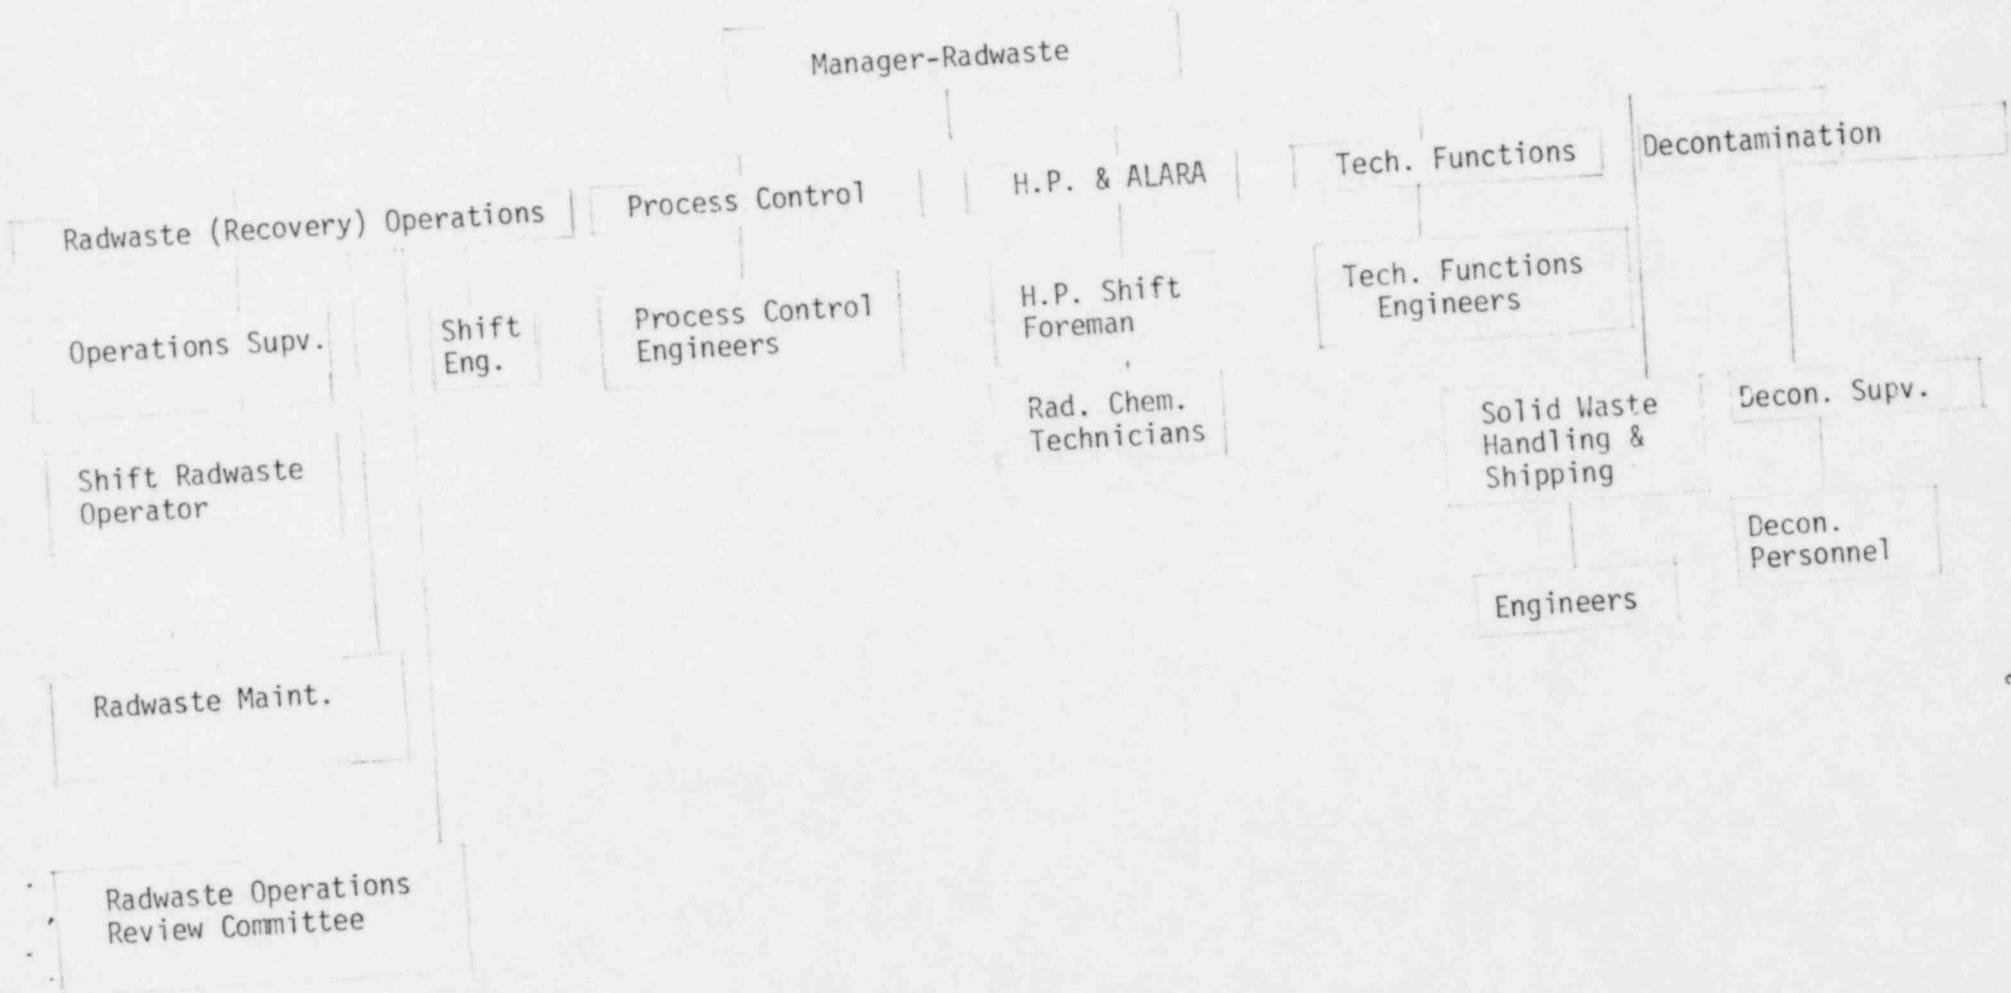 Manager-Radwaste
Radwaste (Recovery) Operations
Process Control
H.P. & ALARA
Tech. Functions
Decontamination
Operations Supv.
Shift
Eng.
Process Control
Engineers
H.P. Shift
Foreman
Tech. Functions
Engineers
Shift Radwaste
Operator
Rad. Chem.
Technicians
Solid Waste
Handling &
Shipping
Decon. Supv.
Engineers
Decon.
Personnel
Radwaste Maint.
Radwaste Operations
Review Committee